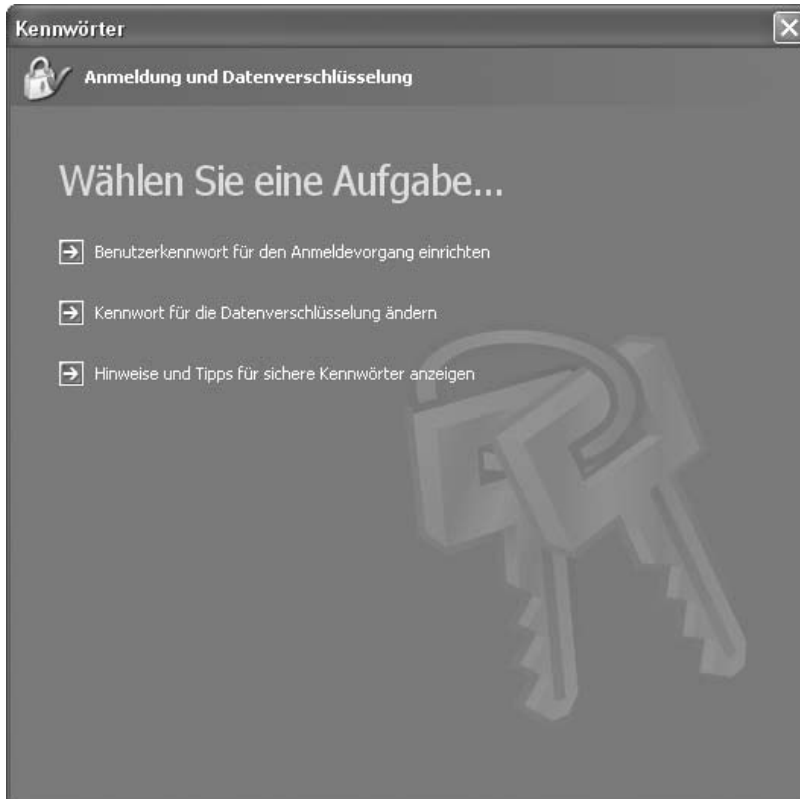 Kennwörter
Anmeldung und Datenverschlüsselung
Wählen Sie eine Aufgabe...
Benutzerkennwort für den Anmeldevorgang einrichten
Kennwort für die Datenverschlüsselung ändern
Hinweise und Tipps für sichere Kennwörter anzeigen